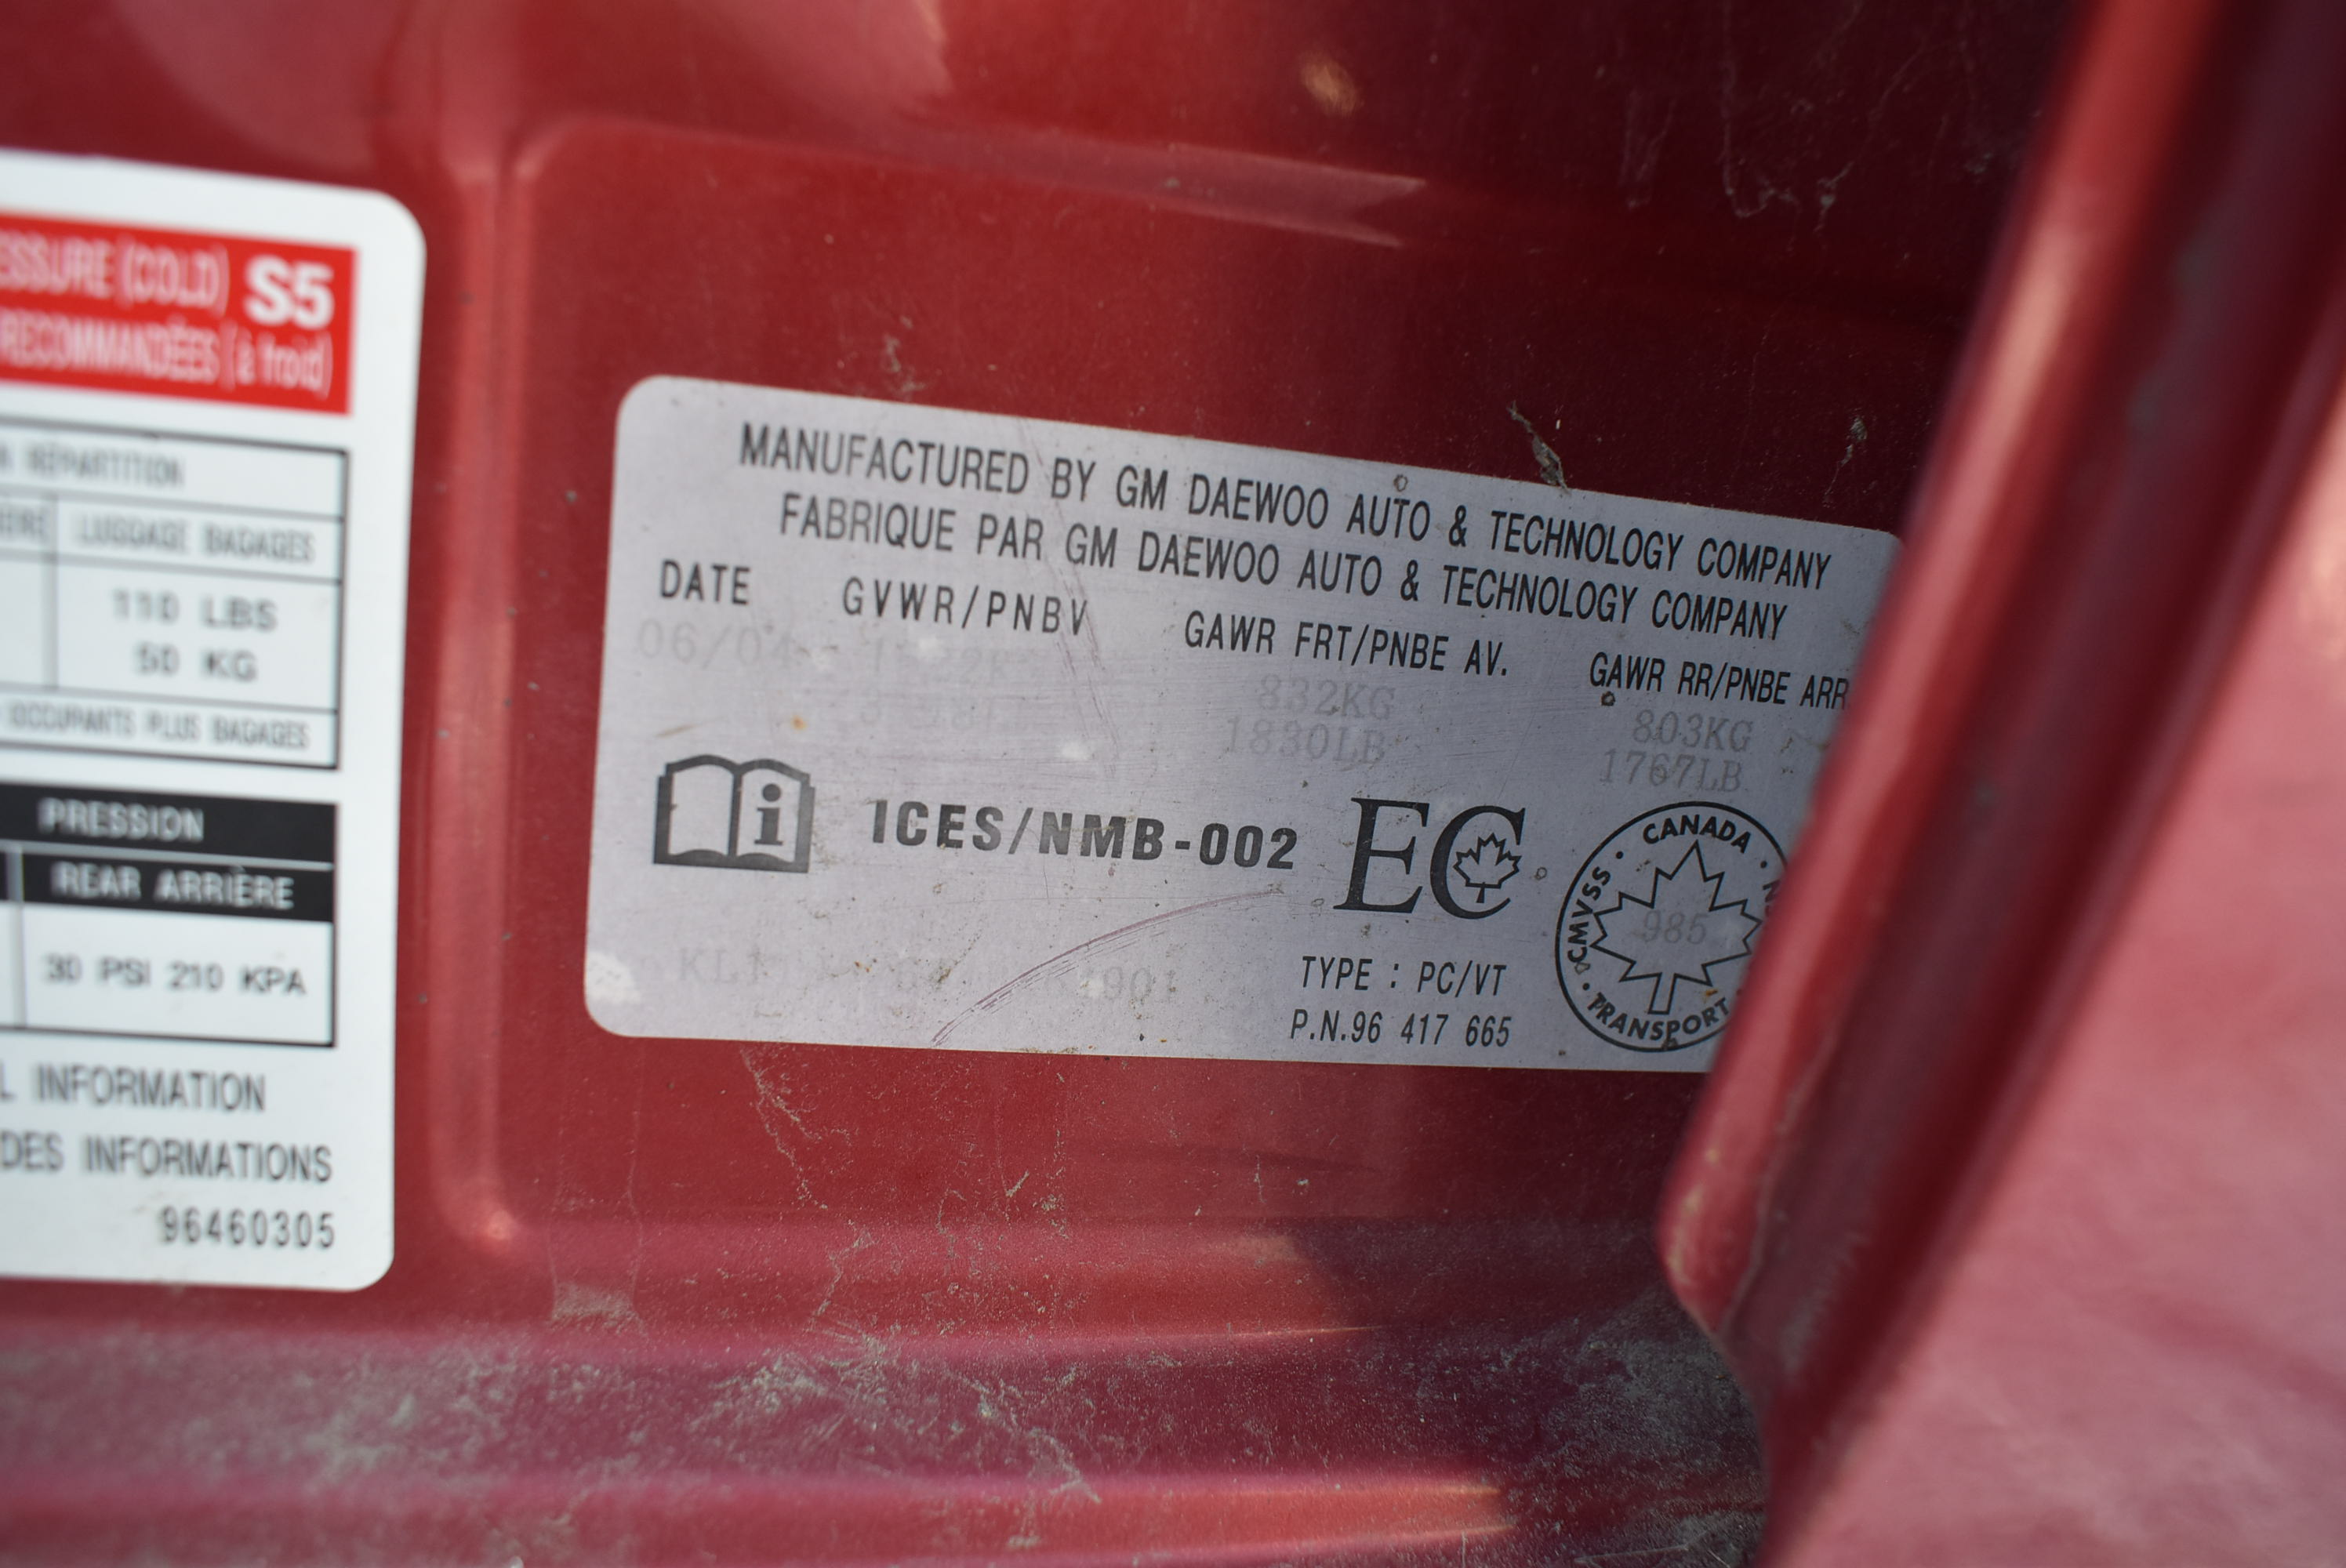 ESSURE (COLD) S5
RECOMMANDÉES (à froid)
RÉPARTITION
LUGGAGE BAGAGES
110 LBS
50 KG
OCCUPANTS PLUS BAGAGES
PRESSION
REAR ARRIÈRE
30 PSI 210 KPA
L INFORMATION
DES INFORMATIONS
96460305
MANUFACTURED BY GM DAEWOO AUTO & TECHNOLOGY COMPANY
FABRIQUE PAR GM DAEWOO AUTO & TECHNOLOGY COMPANY
DATE GVWR/PNBV GAWR FRT/PNBE AV. GAWR RR/PNBE ARR
06/04 832KG 803KG
1830LB 1767LB
i ICES/NMB-002 EC
CANADA
CMVSS
985
TRANSPORT
KL1
TYPE : PC/VT
P.N.96 417 665